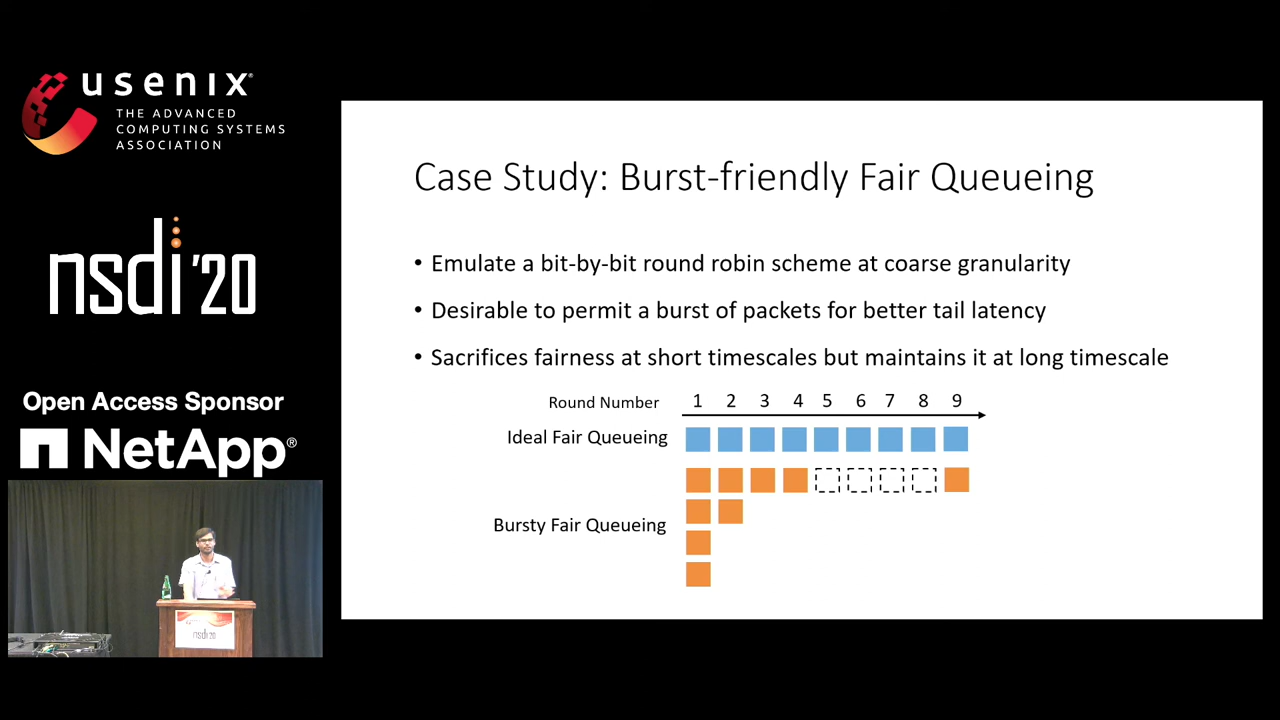 usenix®
THE ADVANCED
COMPUTING SYSTEMS
ASSOCIATION
nsdi '20
Open Access Sponsor
NetApp®
nsdi'20
Case Study: Burst-friendly Fair Queueing
• Emulate a bit-by-bit round robin scheme at coarse granularity
• Desirable to permit a burst of packets for better tail latency
• Sacrifices fairness at short timescales but maintains it at long timescale
Round Number 1 2 3 4 5 6 7 8 9
Ideal Fair Queueing
Bursty Fair Queueing